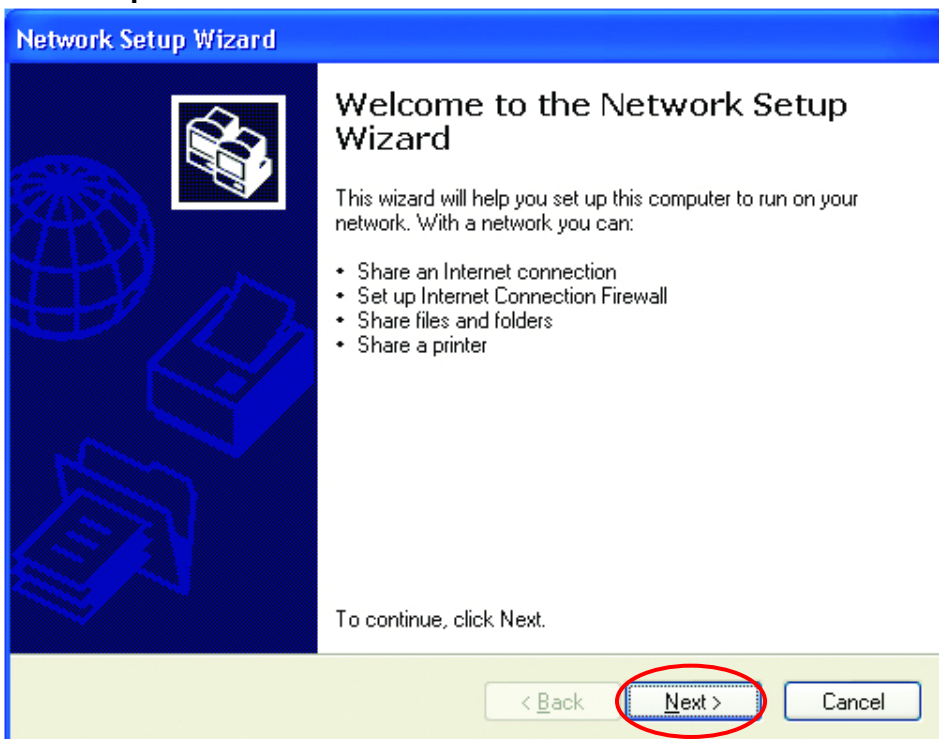 Network Setup Wizard
Welcome to the Network Setup
Wizard
This wizard will help you set up this computer to run on your
network. With a network you can:
• Share an Internet connection
• Set up Internet Connection Firewall
• Share files and folders
• Share a printer
To continue, click Next.
< Back Next > Cancel